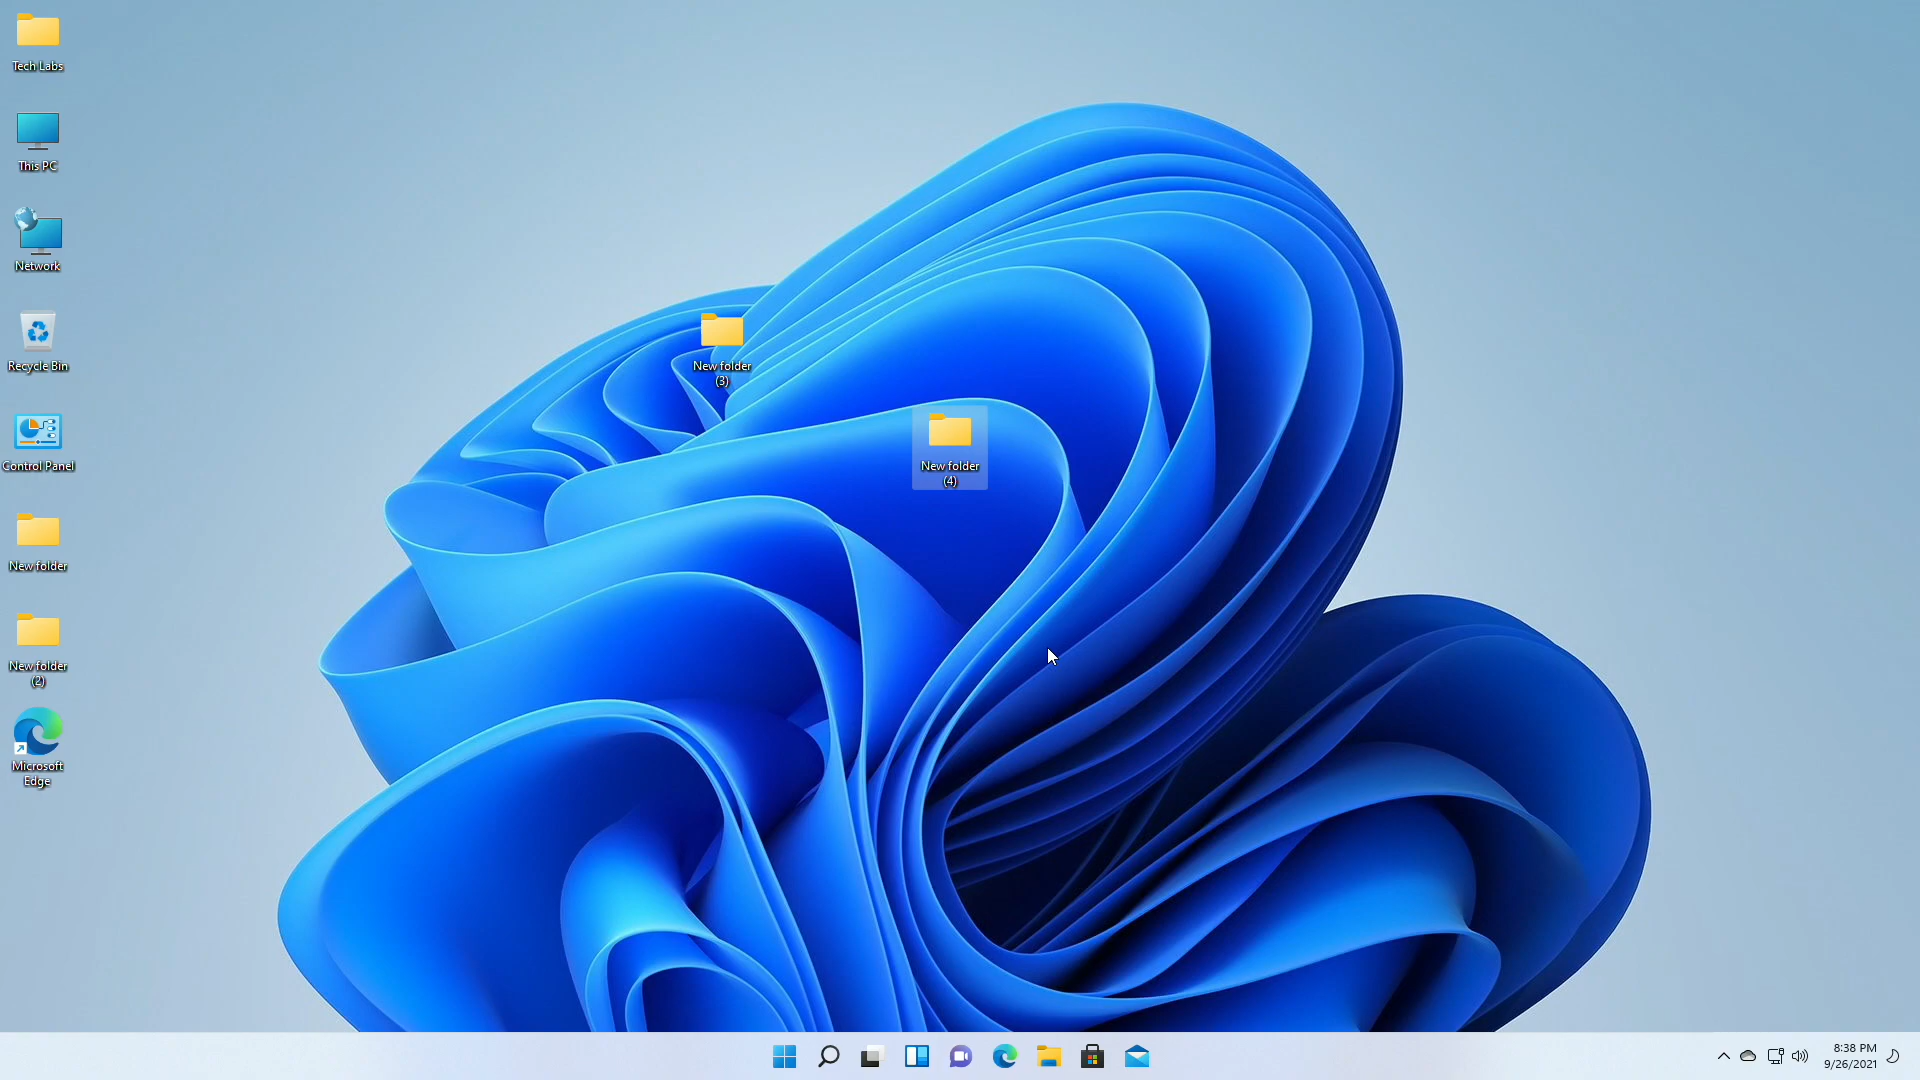 Tech Labs
This PC
Network
Recycle Bin
Control Panel
New folder
New folder
(2)
Microsoft
Edge
New folder
(3)
New folder
(4)
8:38 PM
9/26/2021